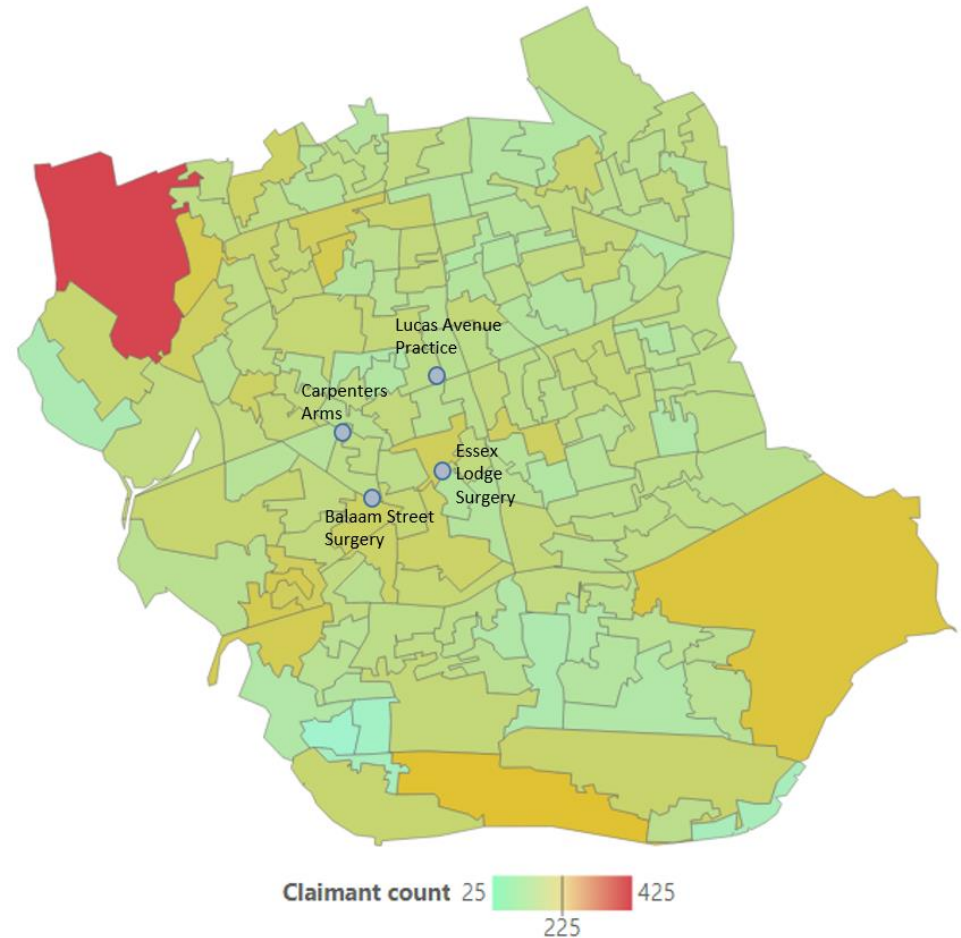 Lucas Avenue
Practice
Carpenters
Arms
Essex
Lodge
Surgery
Balaam Street
Surgery
Claimant count 25 425
225